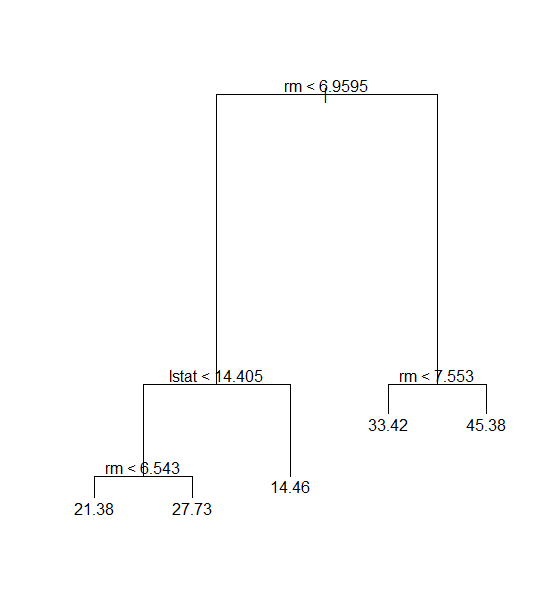 rm < 6.9595
lstat < 14.405
rm < 7.553
33.42
45.38
rm < 6.543
14.46
21.38
27.73